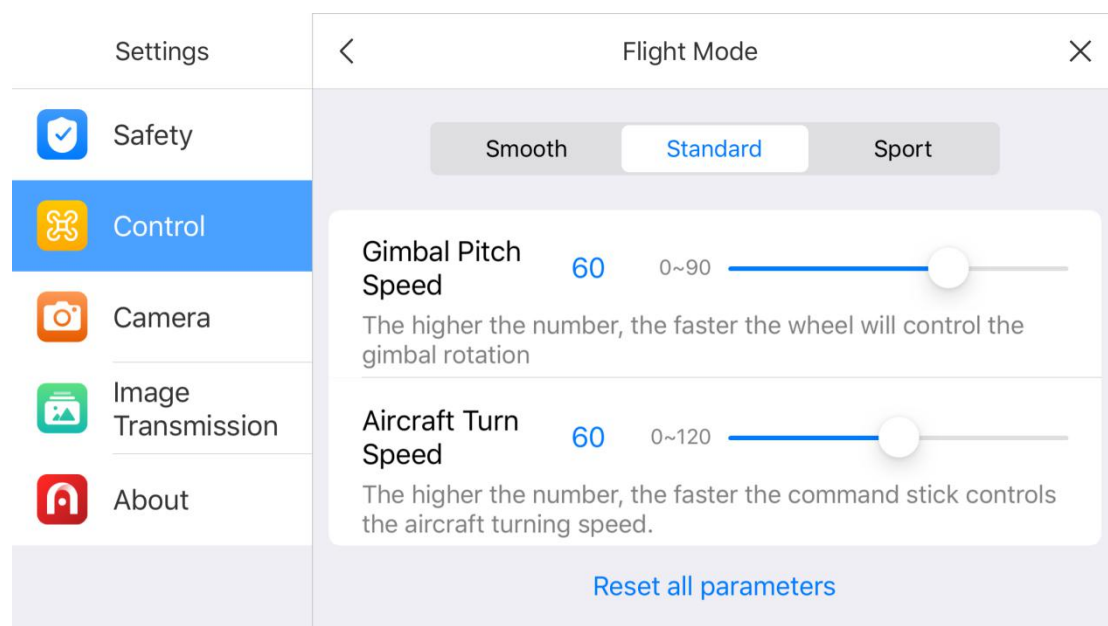 Settings
Flight Mode
Safety
Control
Camera
Image
Transmission
About
Smooth
Standard
Sport
Gimbal Pitch
Speed
60
0~90
The higher the number, the faster the wheel will control the
gimbal rotation
Aircraft Turn
Speed
60
0~120
The higher the number, the faster the command stick controls
the aircraft turning speed.
Reset all parameters